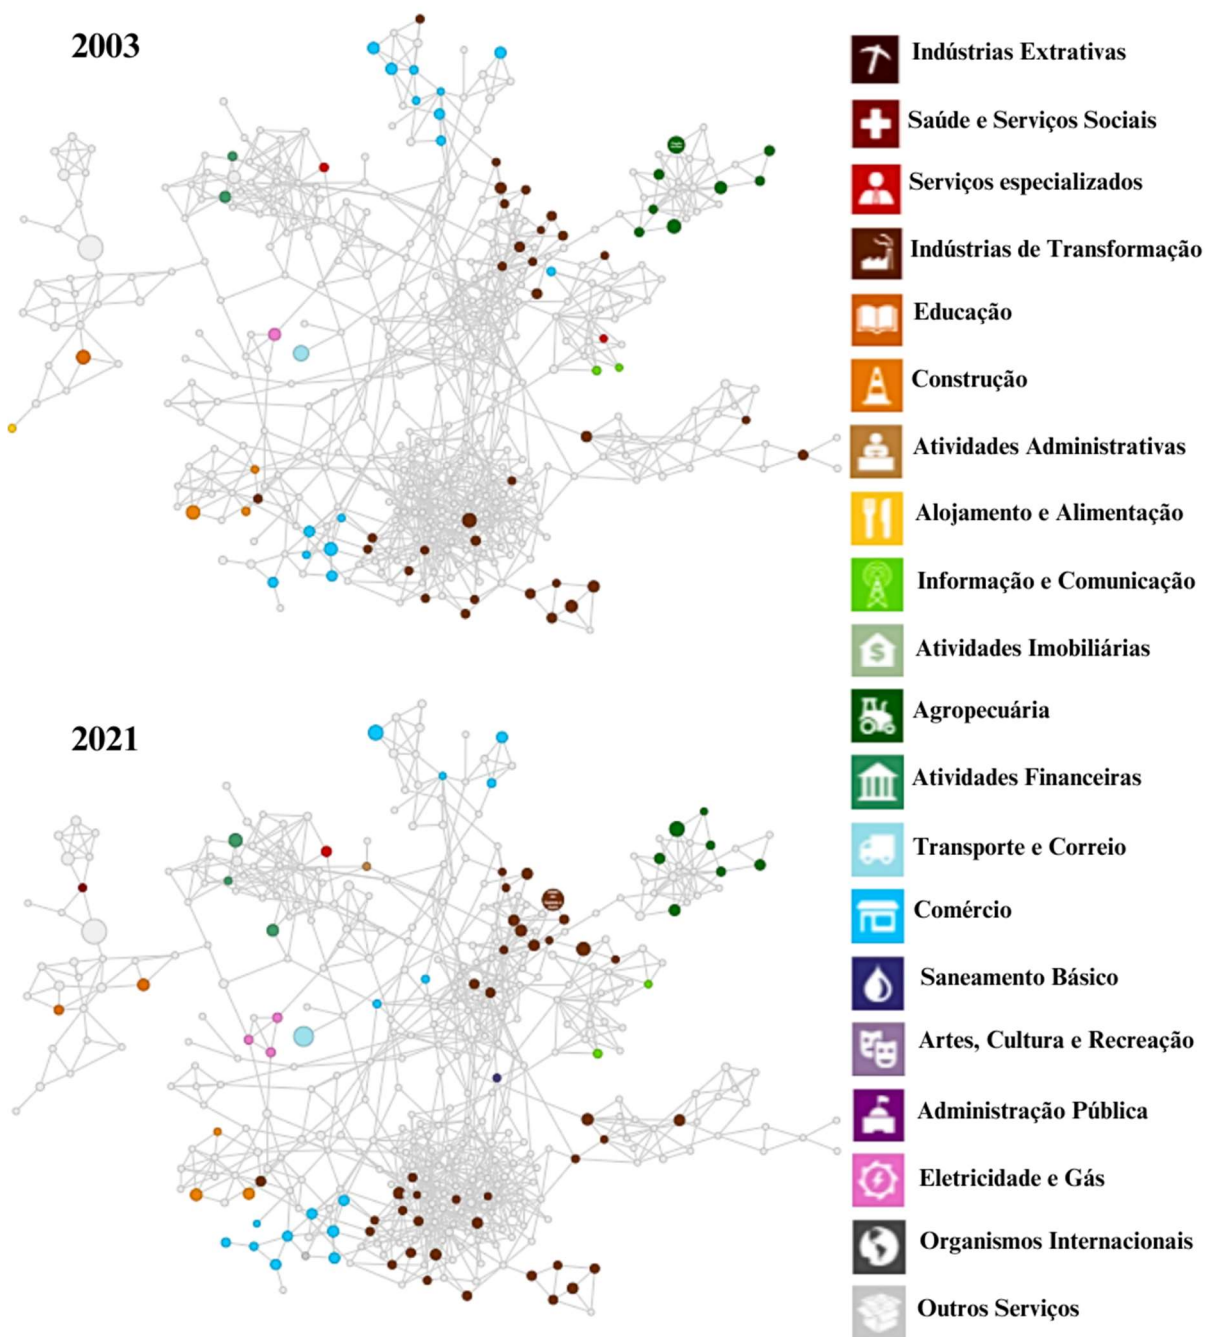 2003
Indústrias Extrativas
Saúde e Serviços Sociais
Serviços especializados
Indústrias de Transformação
Educação
Construção
Atividades Administrativas
Alojamento e Alimentação
Informação e Comunicação
Atividades Imobiliárias
Agropecuária
2021
Atividades Financeiras
Transporte e Correio
Comércio
Saneamento Básico
Artes, Cultura e Recreação
Administração Pública
Eletricidade e Gás
Organismos Internacionais
Outros Serviços